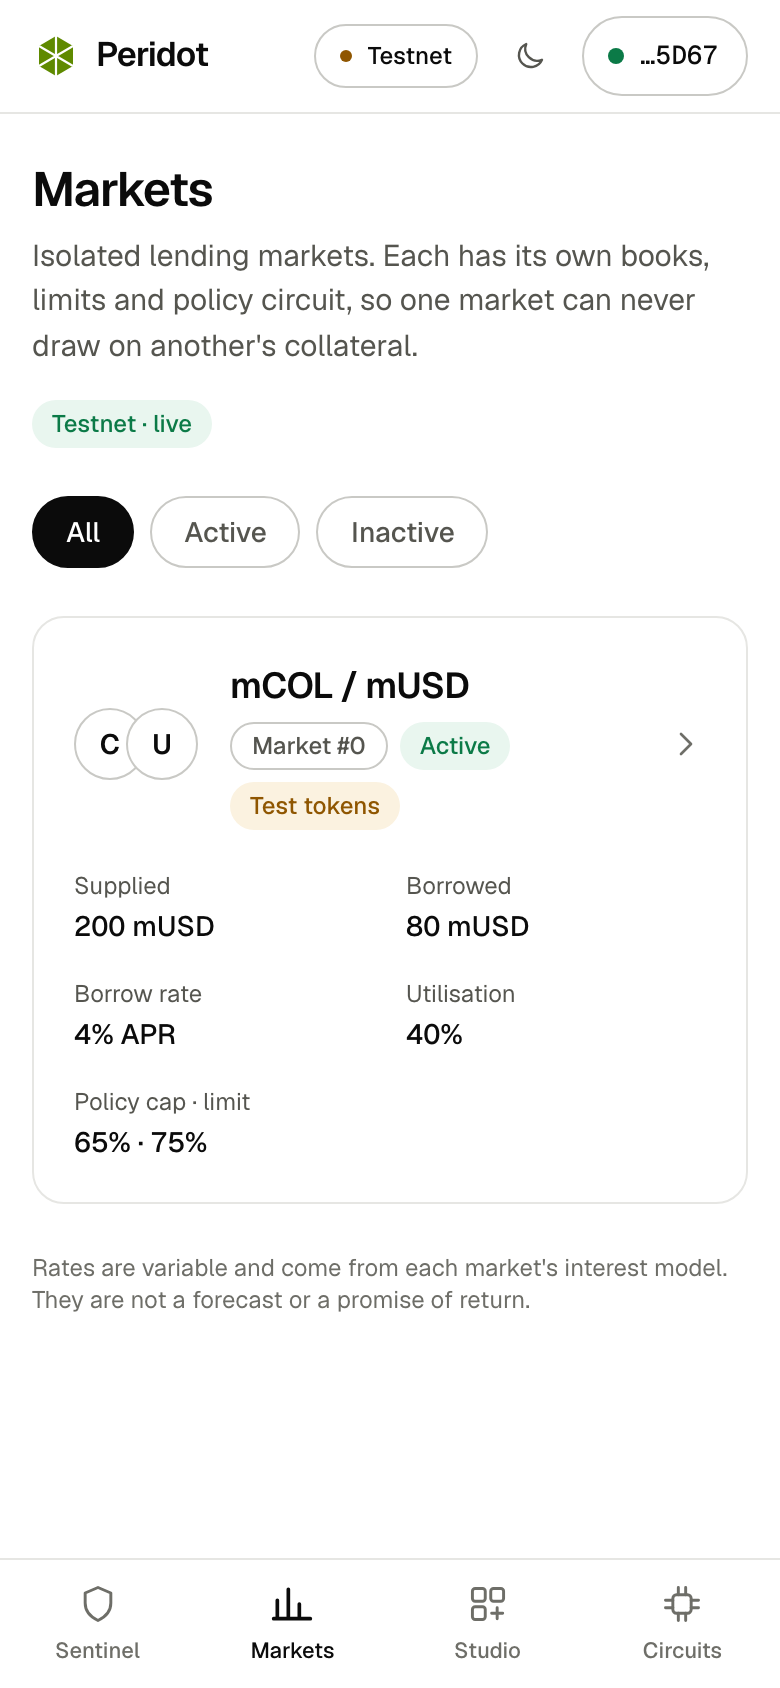 Peridot
Testnet
...5D67
Markets
Isolated lending markets. Each has its own books,
limits and policy circuit, so one market can never
draw on another's collateral.
Testnet · live
All
Active
Inactive
C
U
mCOL / mUSD
Market #0
Active
Test tokens
Supplied
200 mUSD
Borrowed
80 mUSD
Borrow rate
4% APR
Utilisation
40%
Policy cap · limit
65% · 75%
Rates are variable and come from each market's interest model.
They are not a forecast or a promise of return.
Sentinel
Markets
Studio
Circuits